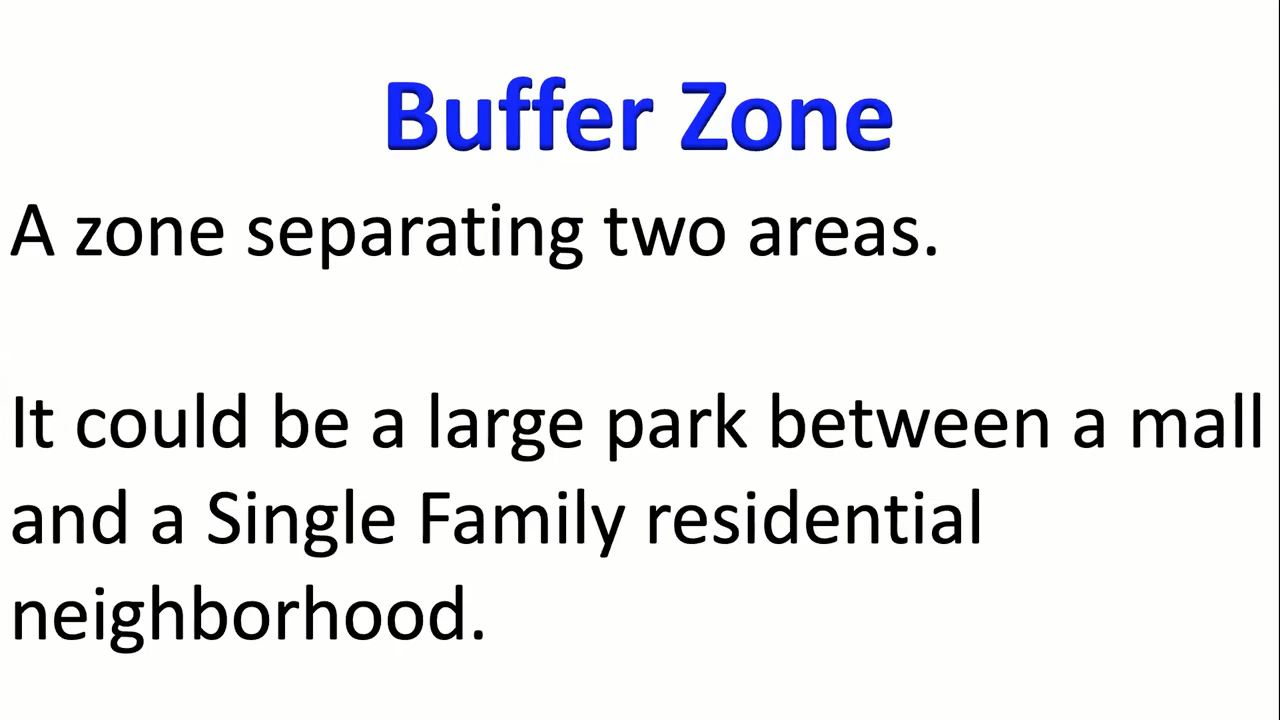 Buffer Zone
A zone separating two areas.
It could be a large park between a mall
and a Single Family residential
neighborhood.